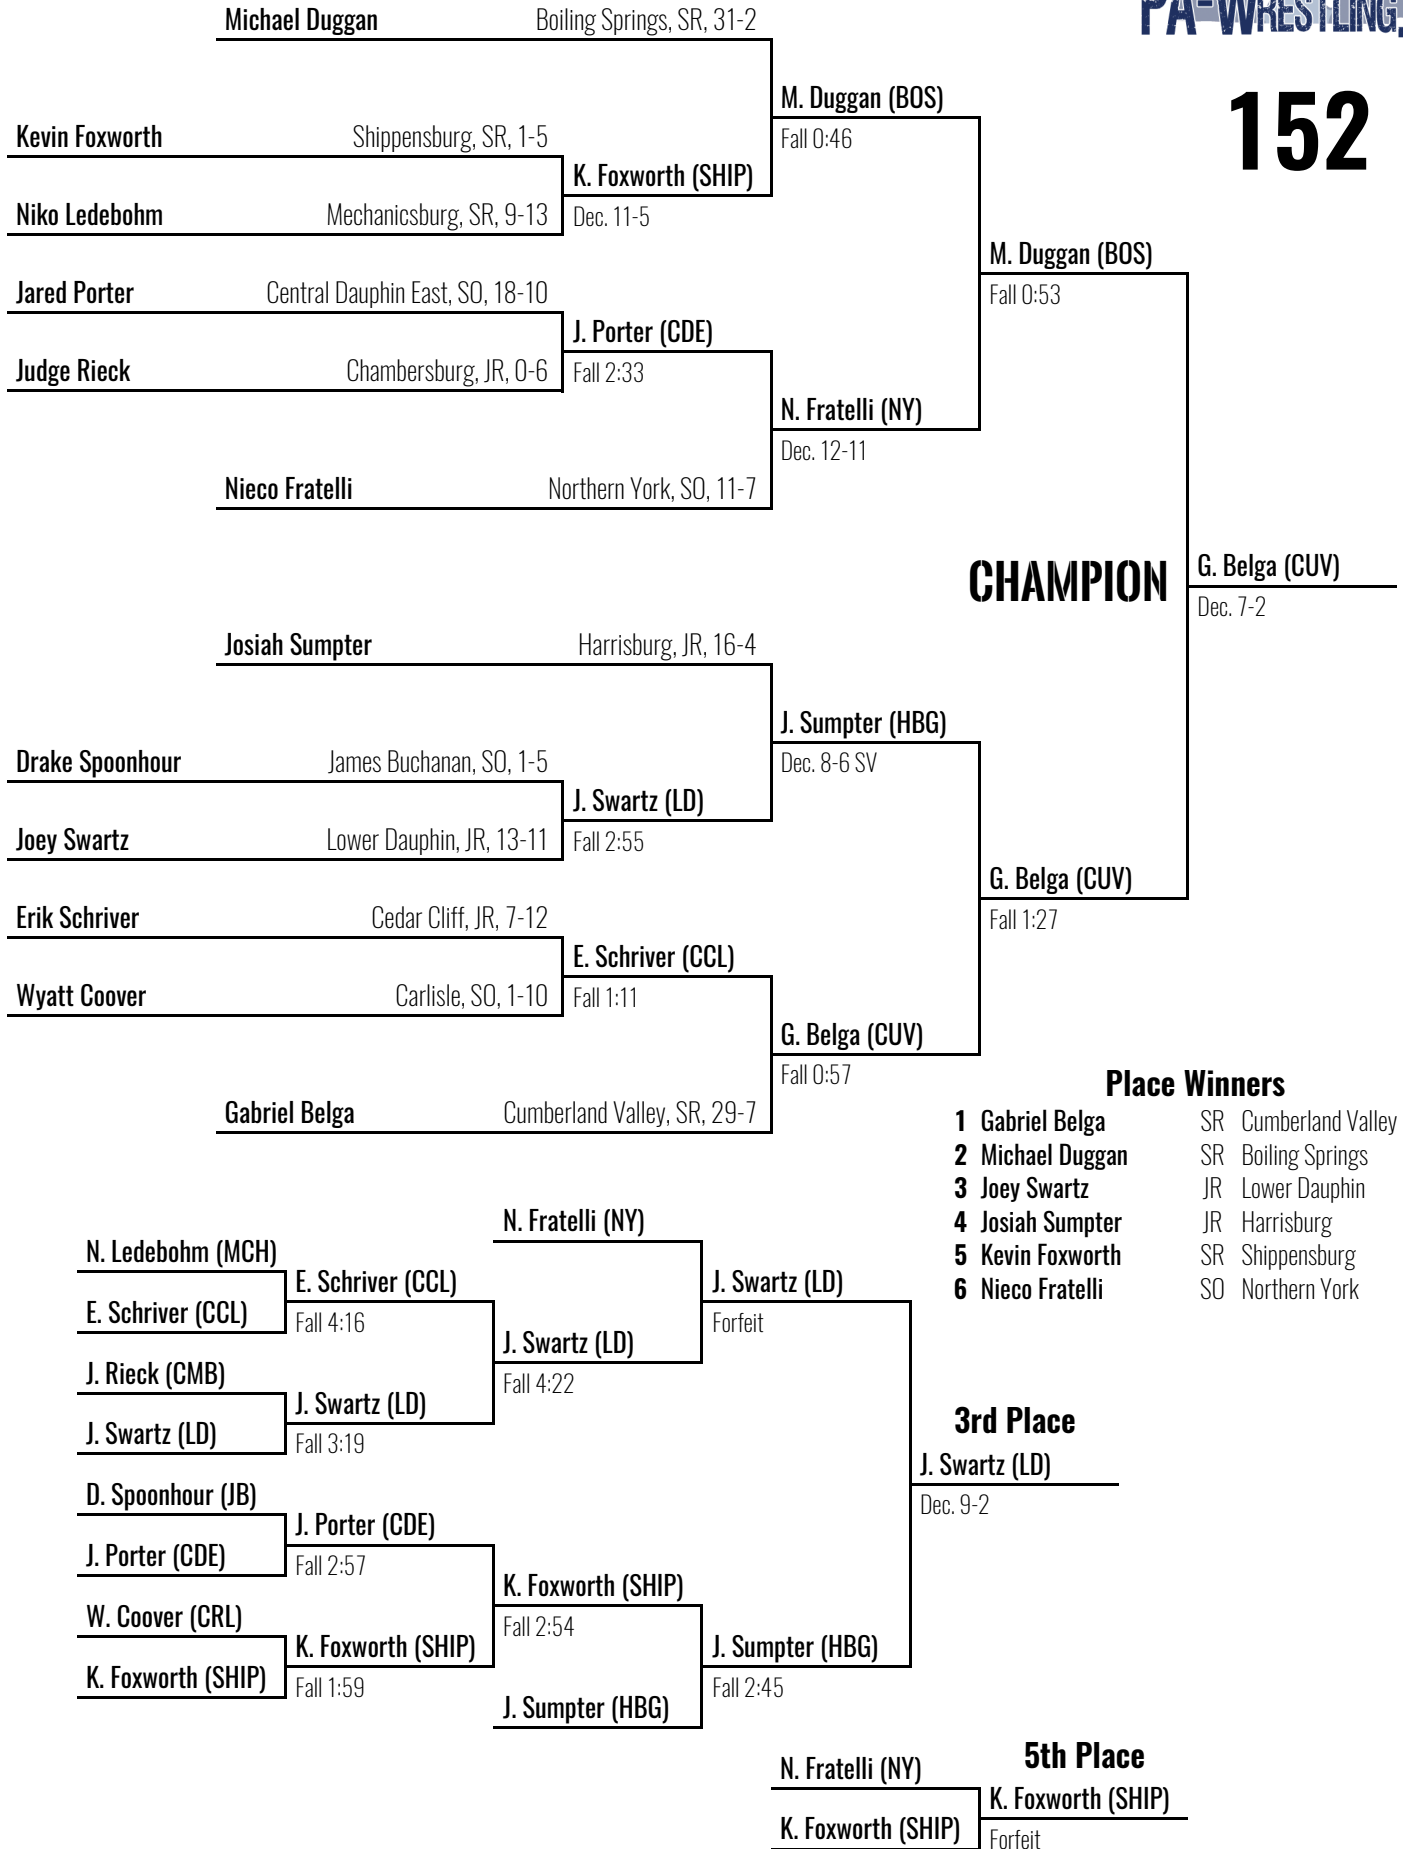 PA-WRESTLING.
152
Michael Duggan Boiling Springs, SR, 31-2
M. Duggan (BOS)
Fall 0:46
Kevin Foxworth Shippensburg, SR, 1-5
K. Foxworth (SHIP)
Dec. 11-5
Niko Ledebohm Mechanicsburg, SR, 9-13
M. Duggan (BOS)
Fall 0:53
Jared Porter Central Dauphin East, SO, 18-10
J. Porter (CDE)
Fall 2:33
Judge Rieck Chambersburg, JR, 0-6
N. Fratelli (NY)
Dec. 12-11
Nieco Fratelli Northern York, SO, 11-7
CHAMPION
G. Belga (CUV)
Dec. 7-2
Josiah Sumpter Harrisburg, JR, 16-4
J. Sumpter (HBG)
Dec. 8-6 SV
Drake Spoonhour James Buchanan, SO, 1-5
J. Swartz (LD)
Fall 2:55
Joey Swartz Lower Dauphin, JR, 13-11
G. Belga (CUV)
Fall 1:27
Erik Schriver Cedar Cliff, JR, 7-12
E. Schriver (CCL)
Fall 1:11
Wyatt Coover Carlisle, SO, 1-10
G. Belga (CUV)
Fall 0:57
Gabriel Belga Cumberland Valley, SR, 29-7
Place Winners
1 Gabriel Belga SR Cumberland Valley
2 Michael Duggan SR Boiling Springs
3 Joey Swartz JR Lower Dauphin
4 Josiah Sumpter JR Harrisburg
5 Kevin Foxworth SR Shippensburg
6 Nieco Fratelli SO Northern York
N. Fratelli (NY)
N. Ledebohm (MCH)
E. Schriver (CCL)
Fall 4:16
E. Schriver (CCL)
J. Swartz (LD)
Forfeit
J. Swartz (LD)
Fall 4:22
J. Rieck (CMB)
J. Swartz (LD)
Fall 3:19
J. Swartz (LD)
3rd Place
J. Swartz (LD)
Dec. 9-2
D. Spoonhour (JB)
J. Porter (CDE)
Fall 2:57
J. Porter (CDE)
K. Foxworth (SHIP)
Fall 2:54
W. Coover (CRL)
K. Foxworth (SHIP)
Fall 1:59
K. Foxworth (SHIP)
J. Sumpter (HBG)
Fall 2:45
J. Sumpter (HBG)
5th Place
N. Fratelli (NY)
K. Foxworth (SHIP)
Forfeit
K. Foxworth (SHIP)